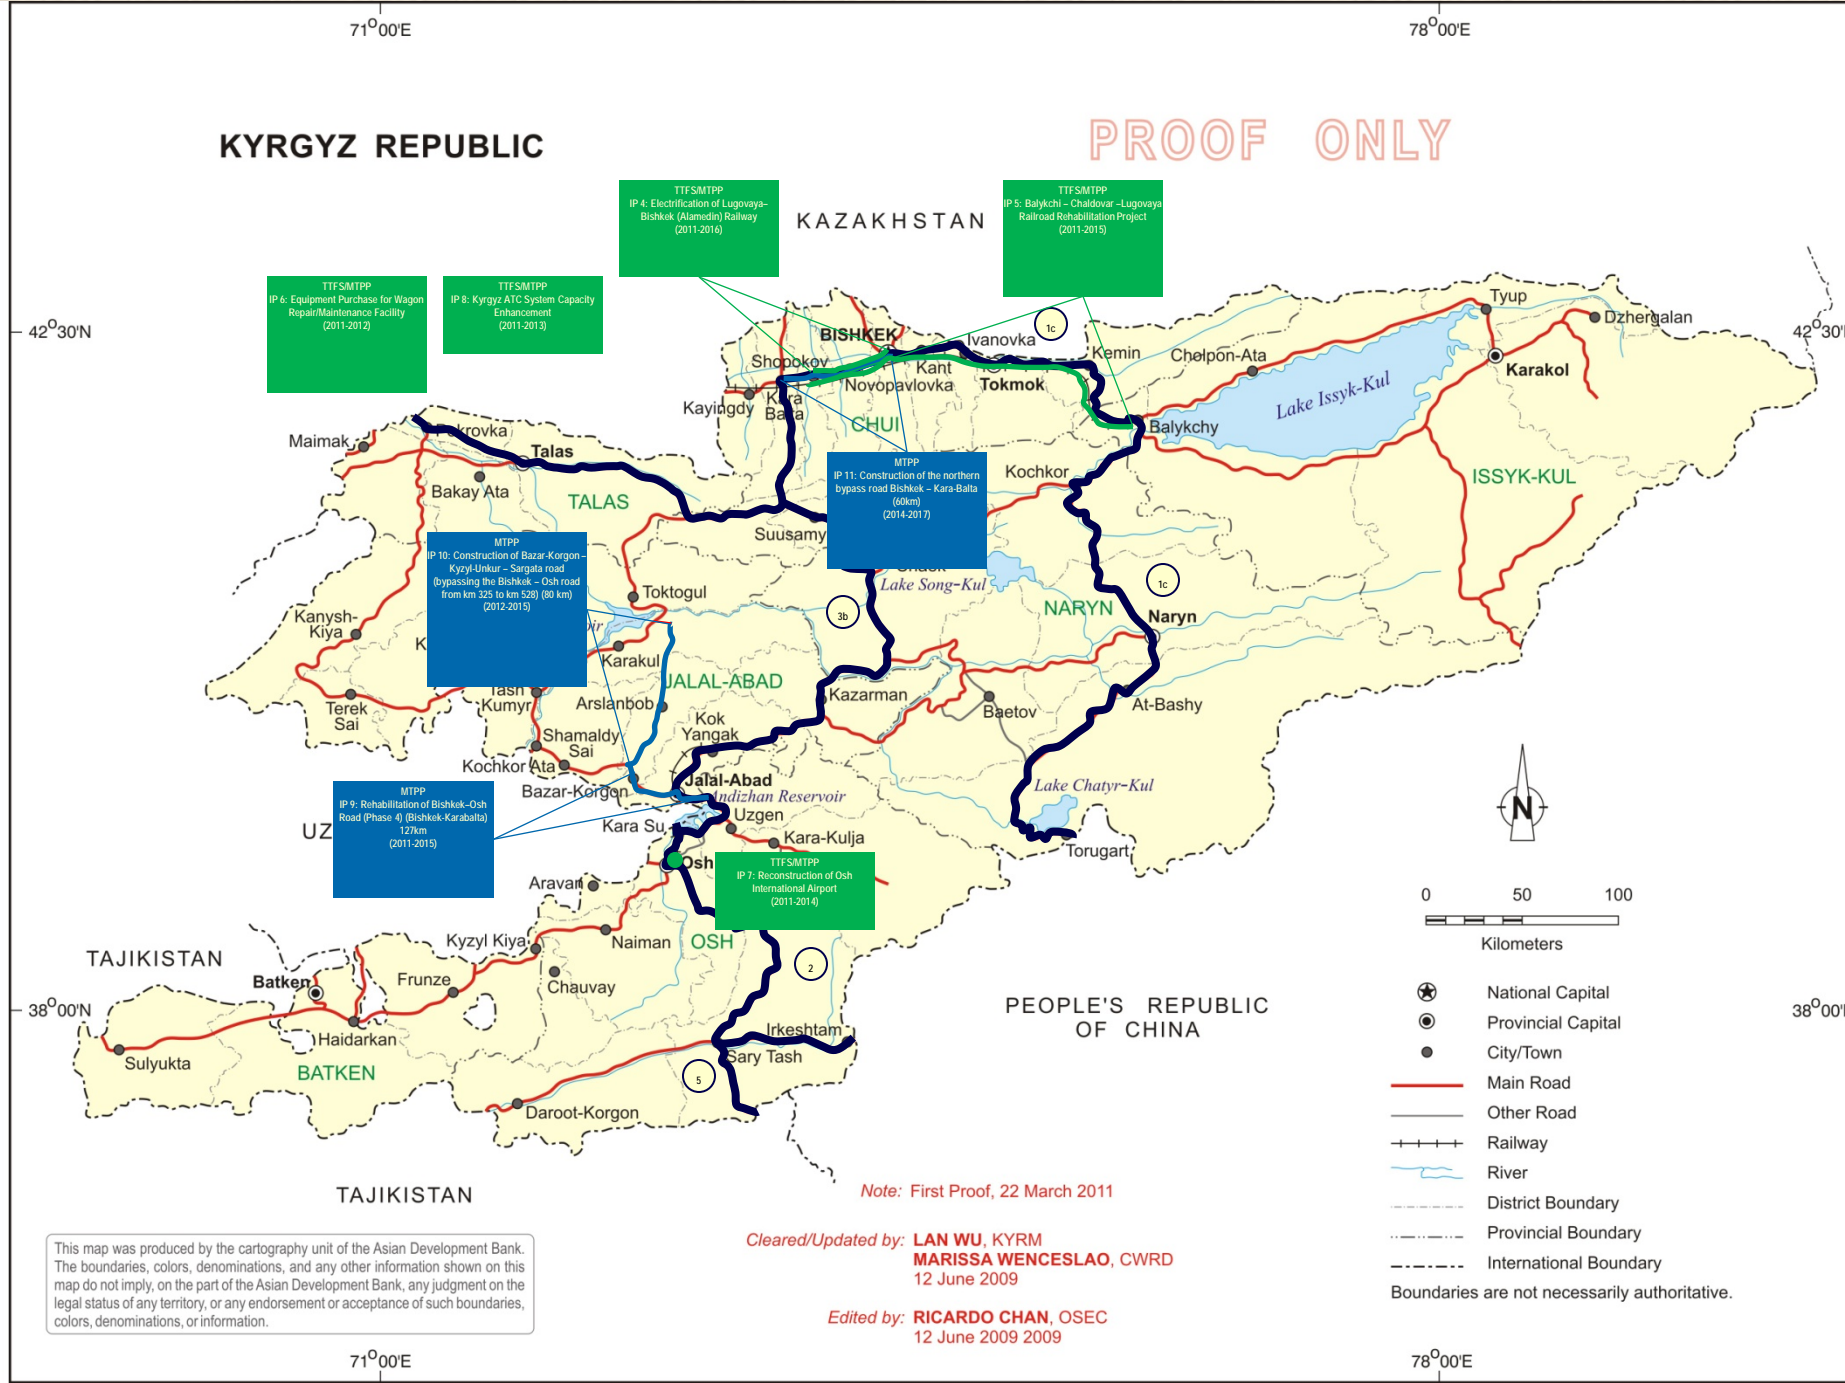 71°00'E
78°00'E
KYRGYZ REPUBLIC
PROOF ONLY
TTFS/MTPP
IP 4: Electrification of Lugovaya–
Bishkek (Alamedin) Railway
(2011-2016)
KAZAKHSTAN
TTFS/MTPP
IP 5: Balykchi – Chaldovar –Lugovaya
Railroad Rehabilitation Project
(2011-2015)
TTFS/MTPP
IP 6: Equipment Purchase for Wagon
Repair/Maintenance Facility
(2011-2012)
TTFS/MTPP
IP 8: Kyrgyz ATC System Capacity
Enhancement
(2011-2013)
42°30'N
42°30'
Tyup
Dzhergalan
1c
BISHKEK
Ivanovka
Shopokov
Kant
Kemin
Cholpon-Ata
Novopavlovka
Tokmok
Karakol
Lake Issyk-Kul
Kayingdy
Kara
CHUI
Balykchy
Maimak
Pokrovka
Talas
Bakay Ata
TALAS
Kochkor
ISSYK-KUL
MTPP
IP 11: Construction of the northern
bypass road Bishkek – Kara-Balta
(60km)
(2014-2017)
Suusamy
MTPP
IP 10: Construction of Bazar-Korgon –
Kyzyl-Unkur – Sargata road
(bypassing the Bishkek – Osh road
from km 325 to km 528) (80 km)
(2012-2015)
Lake Song-Kul
1c
Toktogul
3b
NARYN
Naryn
Kanysh-
Kiya
K
oir
Karakul
JALAL-ABAD
Tash
Kumyr
Arslanbob
Kazarman
At-Bashy
Baetov
Terek
Sai
Kok
Yangak
Shamaldy
Sai
Kochkor Ata
Jalal-Abad
Lake Chatyr-Kul
Bazar-Korgon
Andizhan Reservoir
MTPP
IP 9: Rehabilitation of Bishkek–Osh
Road (Phase 4) (Bishkek-Karabalta)
127km
(2011-2015)
UZ
Kara Su
Uzgen
Kara-Kulja
Torugart
N
Osh
TTFS/MTPP
IP 7: Reconstruction of Osh
International Airport
(2011-2014)
Aravan
0 50 100
Kilometers
Kyzyl Kiya
Naiman
OSH
TAJIKISTAN
Batken
Frunze
Chauvay
2
38°00'N
38°00'
PEOPLE'S REPUBLIC
OF CHINA
National Capital
Provincial Capital
City/Town
Main Road
Other Road
Railway
River
District Boundary
Provincial Boundary
International Boundary
Boundaries are not necessarily authoritative.
Irkeshtam
Haidarkan
Sary Tash
Sulyukta
BATKEN
5
Daroot-Korgon
TAJIKISTAN
Note: First Proof, 22 March 2011
Cleared/Updated by: LAN WU, KYRM
MARISSA WENCESLAO, CWRD
12 June 2009
Edited by: RICARDO CHAN, OSEC
12 June 2009 2009
This map was produced by the cartography unit of the Asian Development Bank.
The boundaries, colors, denominations, and any other information shown on this
map do not imply, on the part of the Asian Development Bank, any judgment on the
legal status of any territory, or any endorsement or acceptance of such boundaries,
colors, denominations, or information.
71°00'E
78°00'E